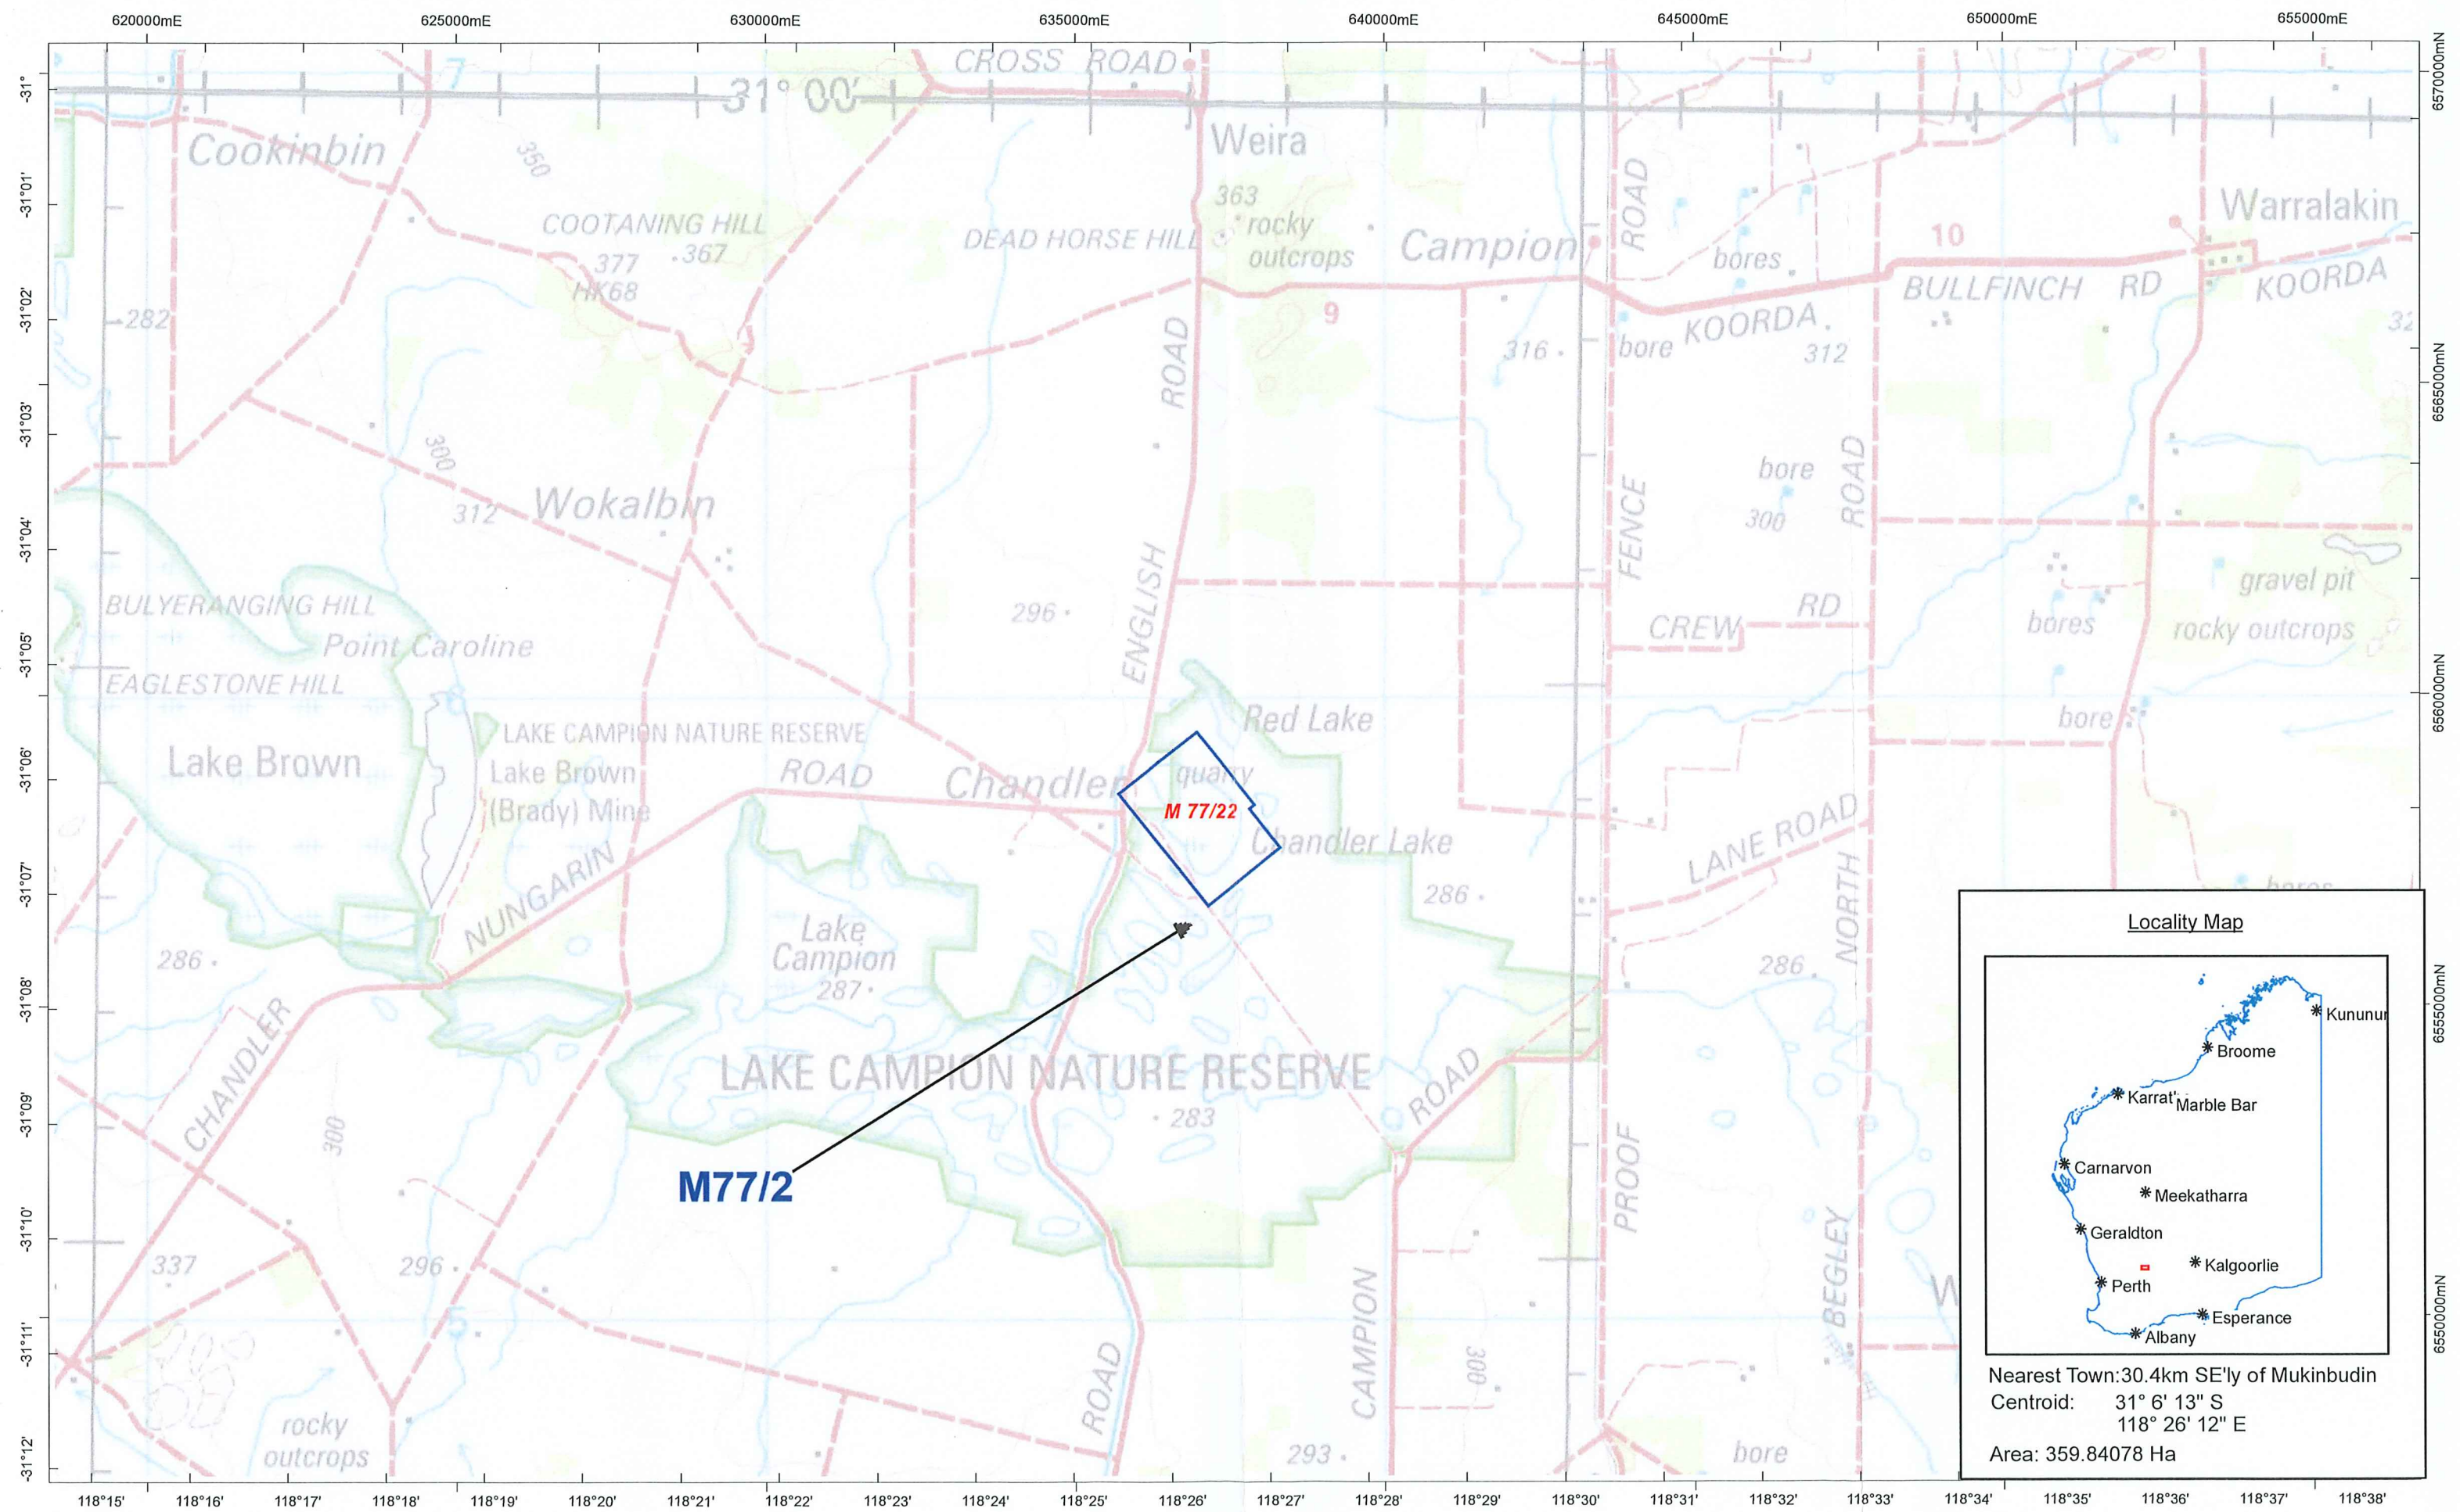 620000mE 625000mE 630000mE 635000mE 640000mE 645000mE 650000mE 655000mE
6570000mN
-31°
7
CROSS ROAD
31° 00'
Cookinbin
350
Weira
ROAD
-31°01'
363
rocky
outcrops
COOTANING HILL
377
367
HK68
DEAD HORSE HILL
Campion
bores
10
Warralakin
BULLFINCH RD
KOORDA
-31°02'
282
9
KOORDA
bore
316
312
ROAD
6565000mN
-31°03'
300
312
Wokalbin
bore
300
ROAD
FENCE
-31°04'
BULYERANGING HILL
Point Caroline
296
ENGLISH
CREW RD
gravel pit
bores
rocky outcrops
-31°05'
EAGLESTONE HILL
6560000mN
6
LAKE CAMPION NATURE RESERVE
Red Lake
bore
Lake Brown
Lake Brown
(Brady) Mine
ROAD
Chandler
quarry
-31°06'
M 77/22
Chandler Lake
LANE ROAD
-31°07'
NUNGARIN
286
bores
Lake
Campion
287
286
286
NORTH
-31°08'
6555000mN
CHANDLER
LAKE CAMPION NATURE RESERVE
ROAD
-31°09'
300
283
M77/2
PROOF
-31°10'
337
296
CAMPION
BEGLEY
W
-31°11'
5
6550000mN
ROAD
300
rocky
outcrops
293
bore
-31°12'
118°15' 118°16' 118°17' 118°18' 118°19' 118°20' 118°21' 118°22' 118°23' 118°24' 118°25' 118°26' 118°27' 118°28' 118°29' 118°30' 118°31' 118°32' 118°33' 118°34' 118°35' 118°36' 118°37' 118°38'
Locality Map
Kununur
Broome
Karrat'
Marble Bar
Carnarvon
Meekatharra
Geraldton
Kalgoorlie
Perth
Esperance
Albany
Nearest Town:30.4km SE'ly of Mukinbudin
Centroid: 31° 6' 13" S
118° 26' 12" E
Area: 359.84078 Ha